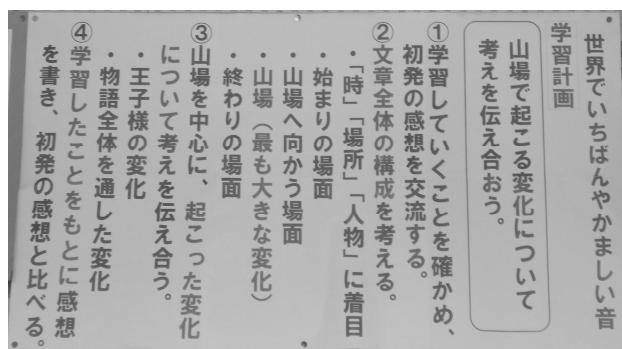 世界でいちばんやかましい音
学習計画
山場で起こる変化について
考えを伝え合おう。
①学習していくことを確かめ、
初発の感想を交流する。
②文章全体の構成を考える。
・「時」「場所」「人物」に着目
・始まりの場面
・山場へ向かう場面
・山場（最も大きな変化）
・終わりの場面
③山場を中心に、起こった変化
について考えを伝え合う。
・王子様の変化
・物語全体を通した変化
④学習したことをもとに感想
を書き、初発の感想と比べる。